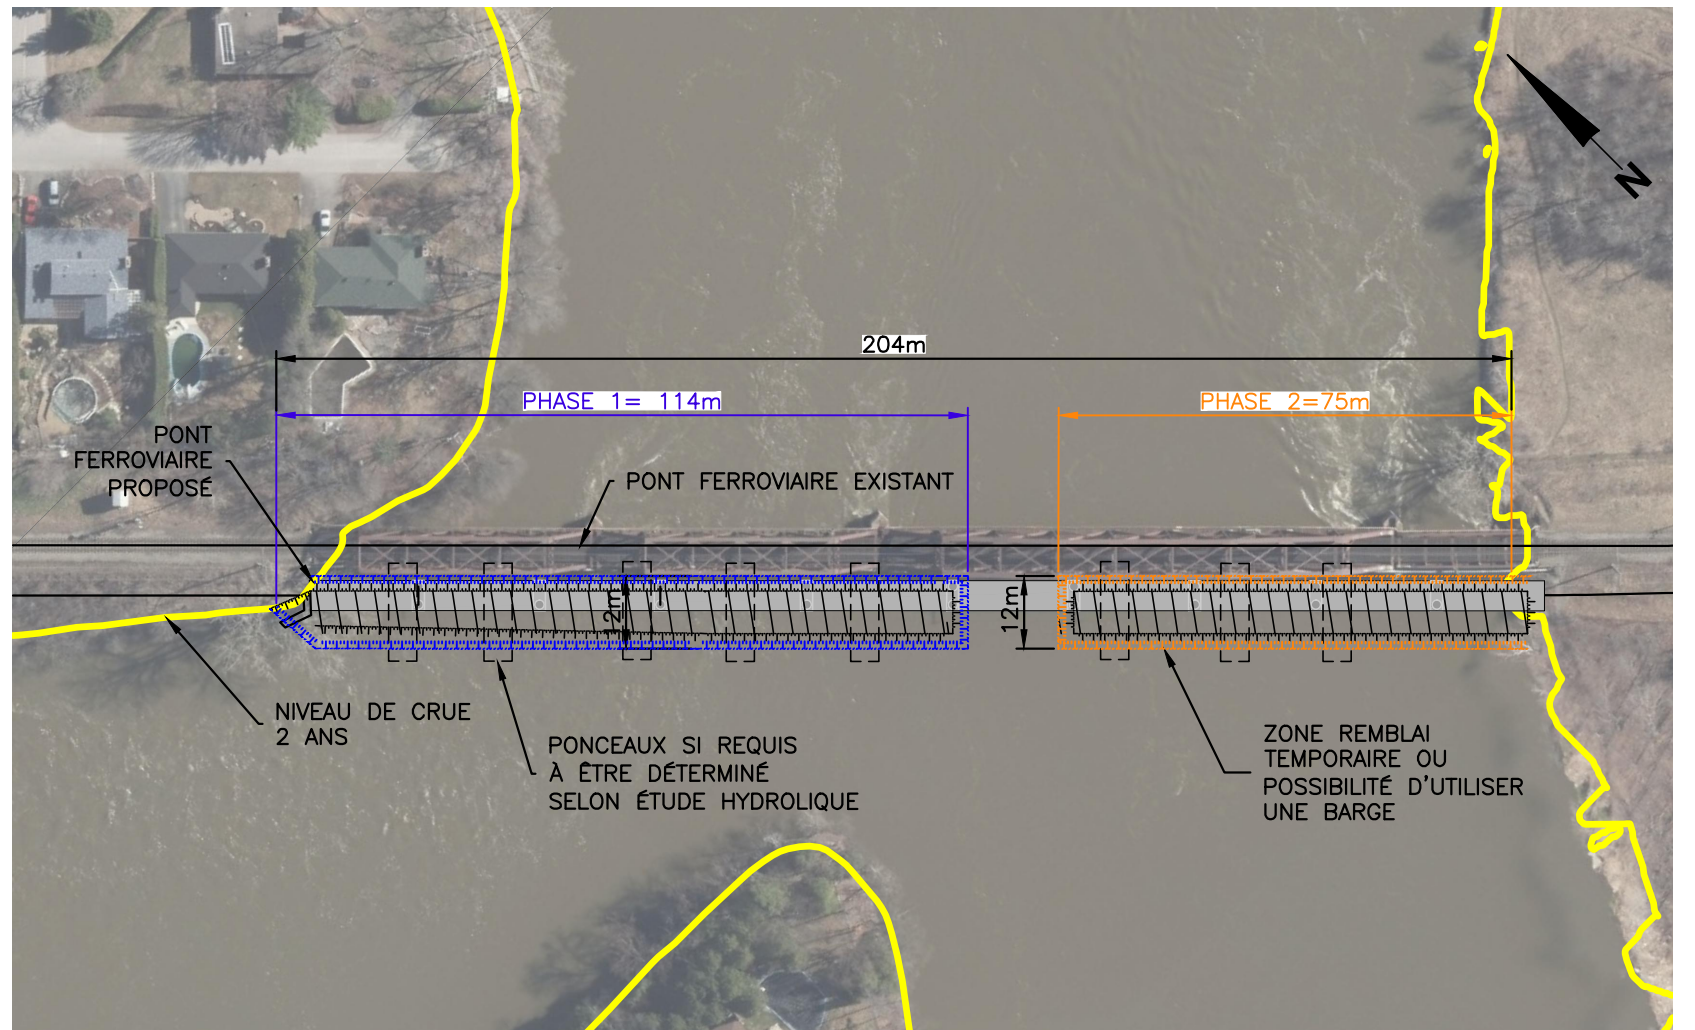 N
204m
PHASE 1= 114m
PHASE 2=75m
PONT
FERROVIAIRE
PROPOSÉ
PONT FERROVIAIRE EXISTANT
12m
12m
NIVEAU DE CRUE
2 ANS
PONCEAUX SI REQUIS
À ÊTRE DÉTERMINÉ
SELON ÉTUDE HYDROLIQUE
ZONE REMBLAI
TEMPORAIRE OU
POSSIBILITÉ D'UTILISER
UNE BARGE